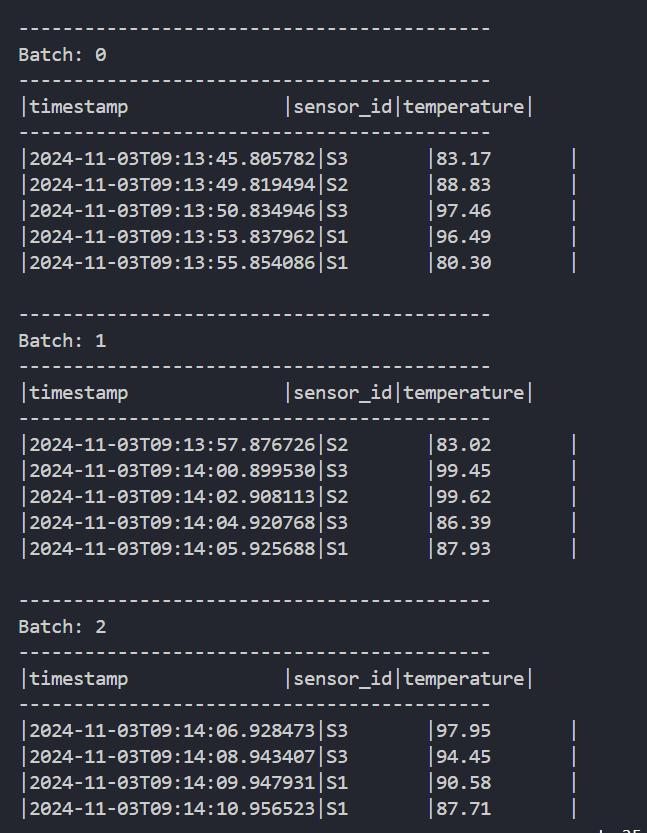 -------------------------------------------
Batch: 0
-------------------------------------------
|timestamp              |sensor_id|temperature|
-------------------------------------------
|2024-11-03T09:13:45.805782|S3       |83.17       |
|2024-11-03T09:13:49.819494|S2       |88.83       |
|2024-11-03T09:13:50.834946|S3       |97.46       |
|2024-11-03T09:13:53.837962|S1       |96.49       |
|2024-11-03T09:13:55.854086|S1       |80.30       |

-------------------------------------------
Batch: 1
-------------------------------------------
|timestamp              |sensor_id|temperature|
-------------------------------------------
|2024-11-03T09:13:57.876726|S2       |83.02       |
|2024-11-03T09:14:00.899530|S3       |99.45       |
|2024-11-03T09:14:02.908113|S2       |99.62       |
|2024-11-03T09:14:04.920768|S3       |86.39       |
|2024-11-03T09:14:05.925688|S1       |87.93       |

-------------------------------------------
Batch: 2
-------------------------------------------
|timestamp              |sensor_id|temperature|
-------------------------------------------
|2024-11-03T09:14:06.928473|S3       |97.95       |
|2024-11-03T09:14:08.943407|S3       |94.45       |
|2024-11-03T09:14:09.947931|S1       |90.58       |
|2024-11-03T09:14:10.956523|S1       |87.71       |